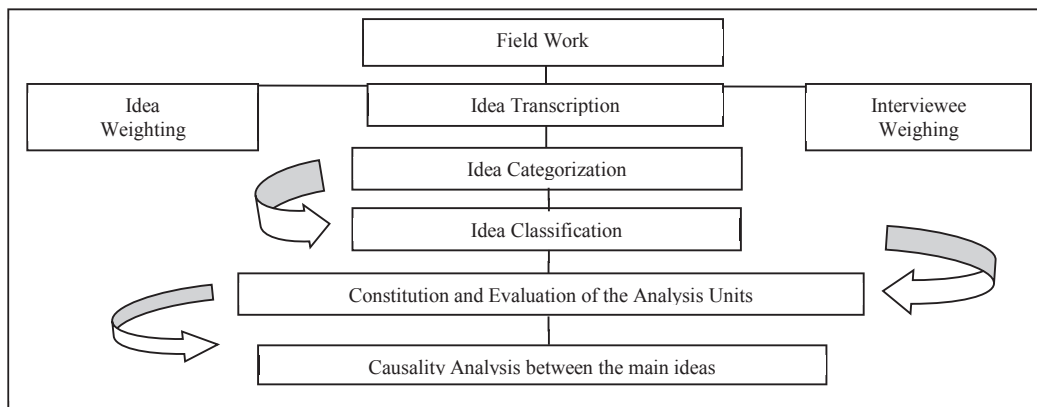 Field Work
Idea
Weighting
Idea Transcription
Interviewee
Weighing
Idea Categorization
Idea Classification
Constitution and Evaluation of the Analysis Units
Causality Analysis between the main ideas